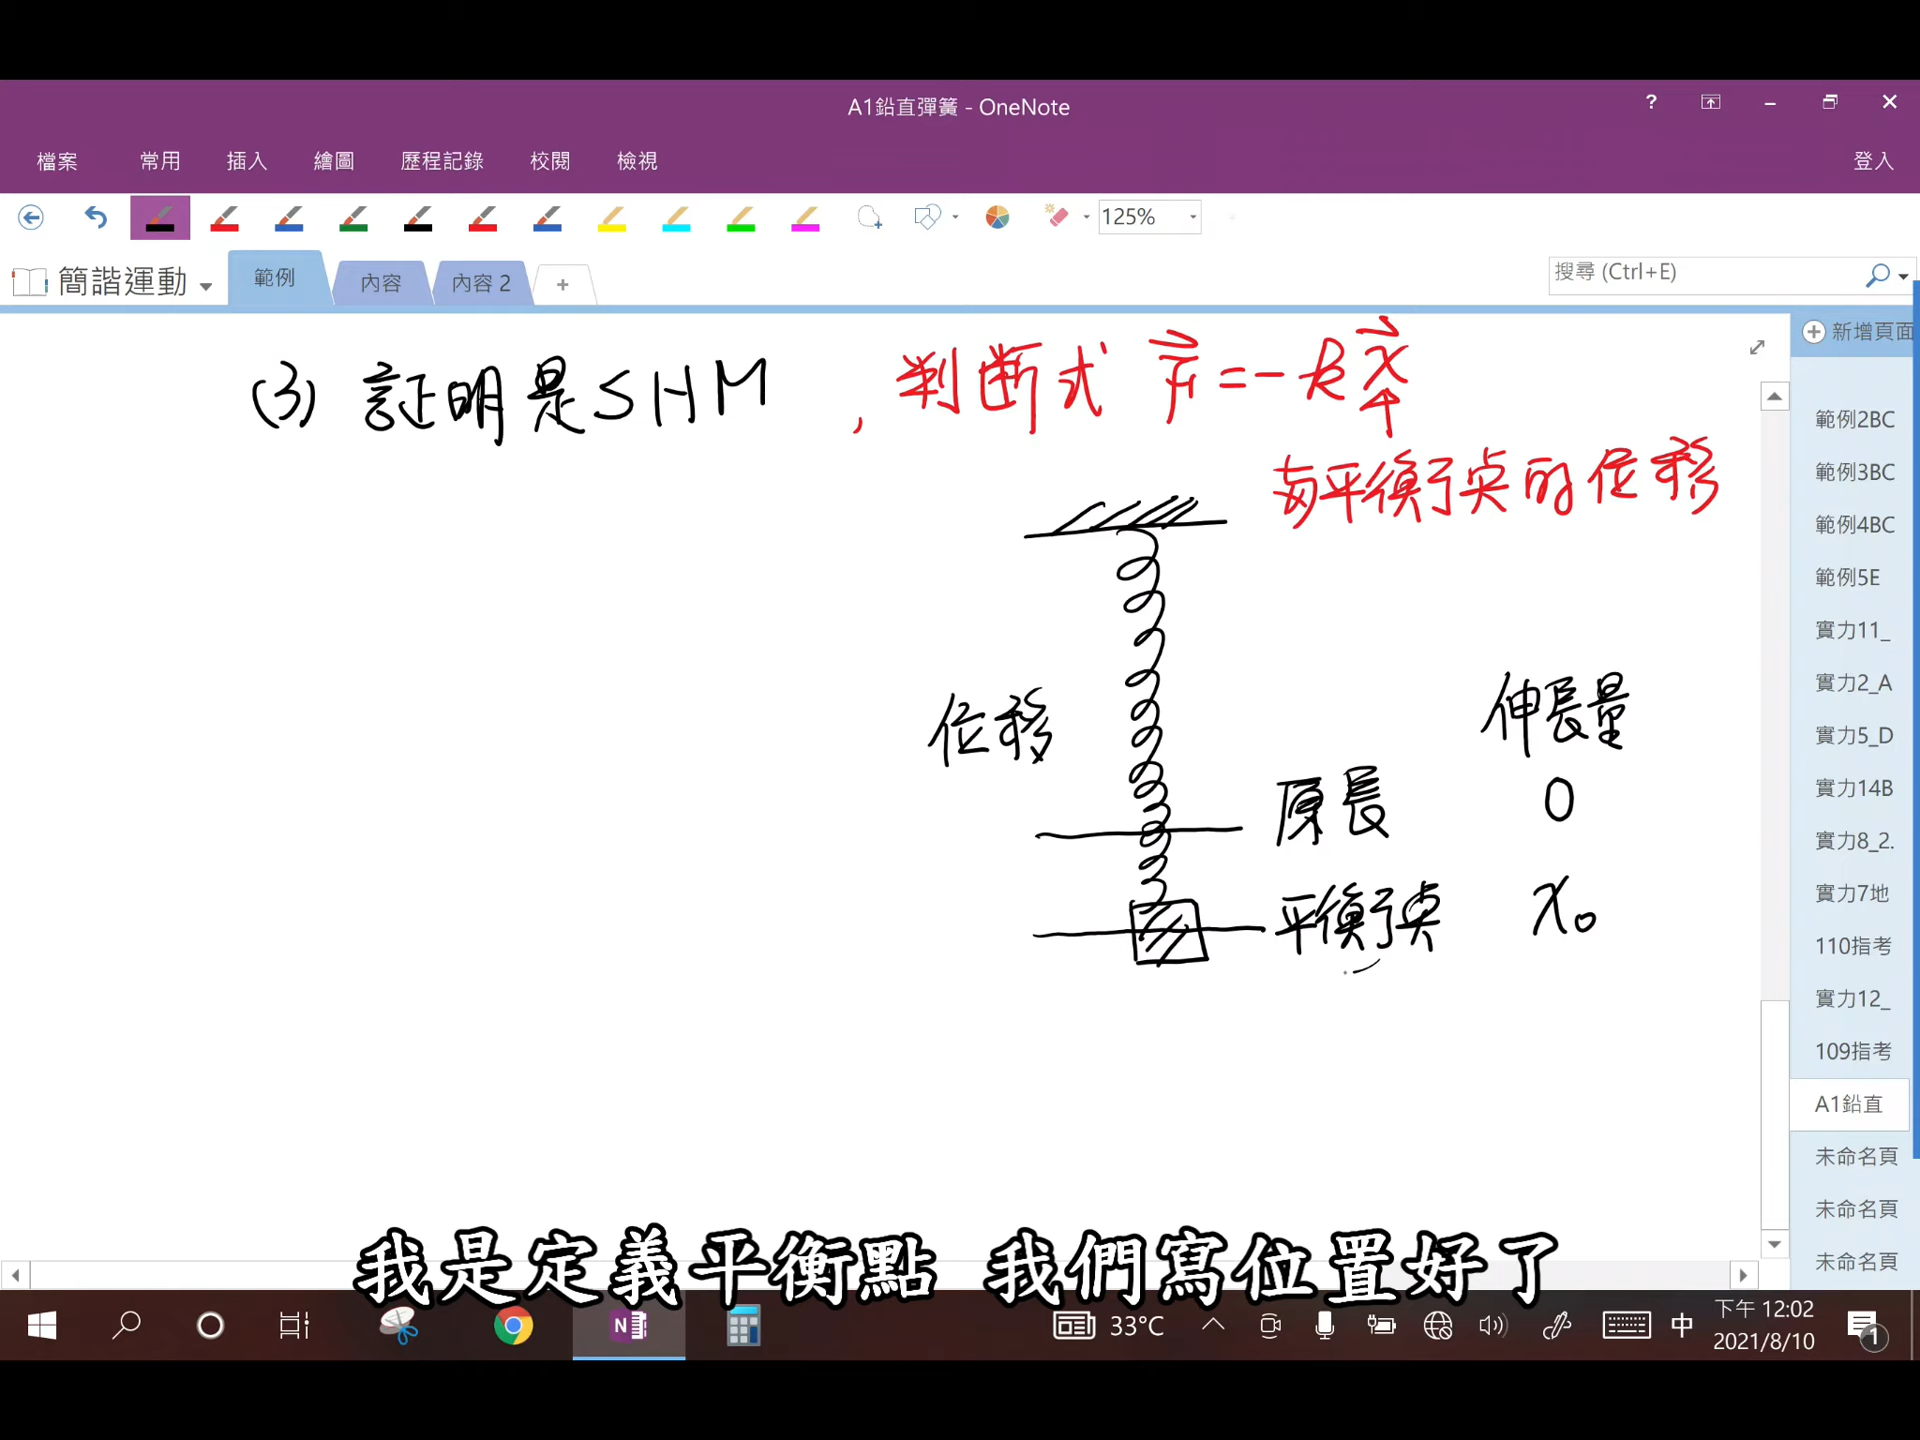 A1鉛直彈簧 - OneNote
?
檔案 常用 插入 繪圖 歷程記錄 校閱 檢視 登入
125%
簡諧運動 範例 內容 內容 2 +
搜尋 (Ctrl+E)
新增頁面
(3) 証明是SHM ,判斷式 F⃗=-kx⃗
与平衡点的位移
位移
伸長量
原長 0
平衡点 x₀
範例2BC
範例3BC
範例4BC
範例5E
實力11_
實力2_A
實力5_D
實力14B
實力8_2.
實力7地
110指考
實力12_
109指考
A1鉛直
未命名頁
未命名頁
未命名頁
我是定義平衡點 我們寫位置好了
33°C
中
下午 12:02
2021/8/10
1